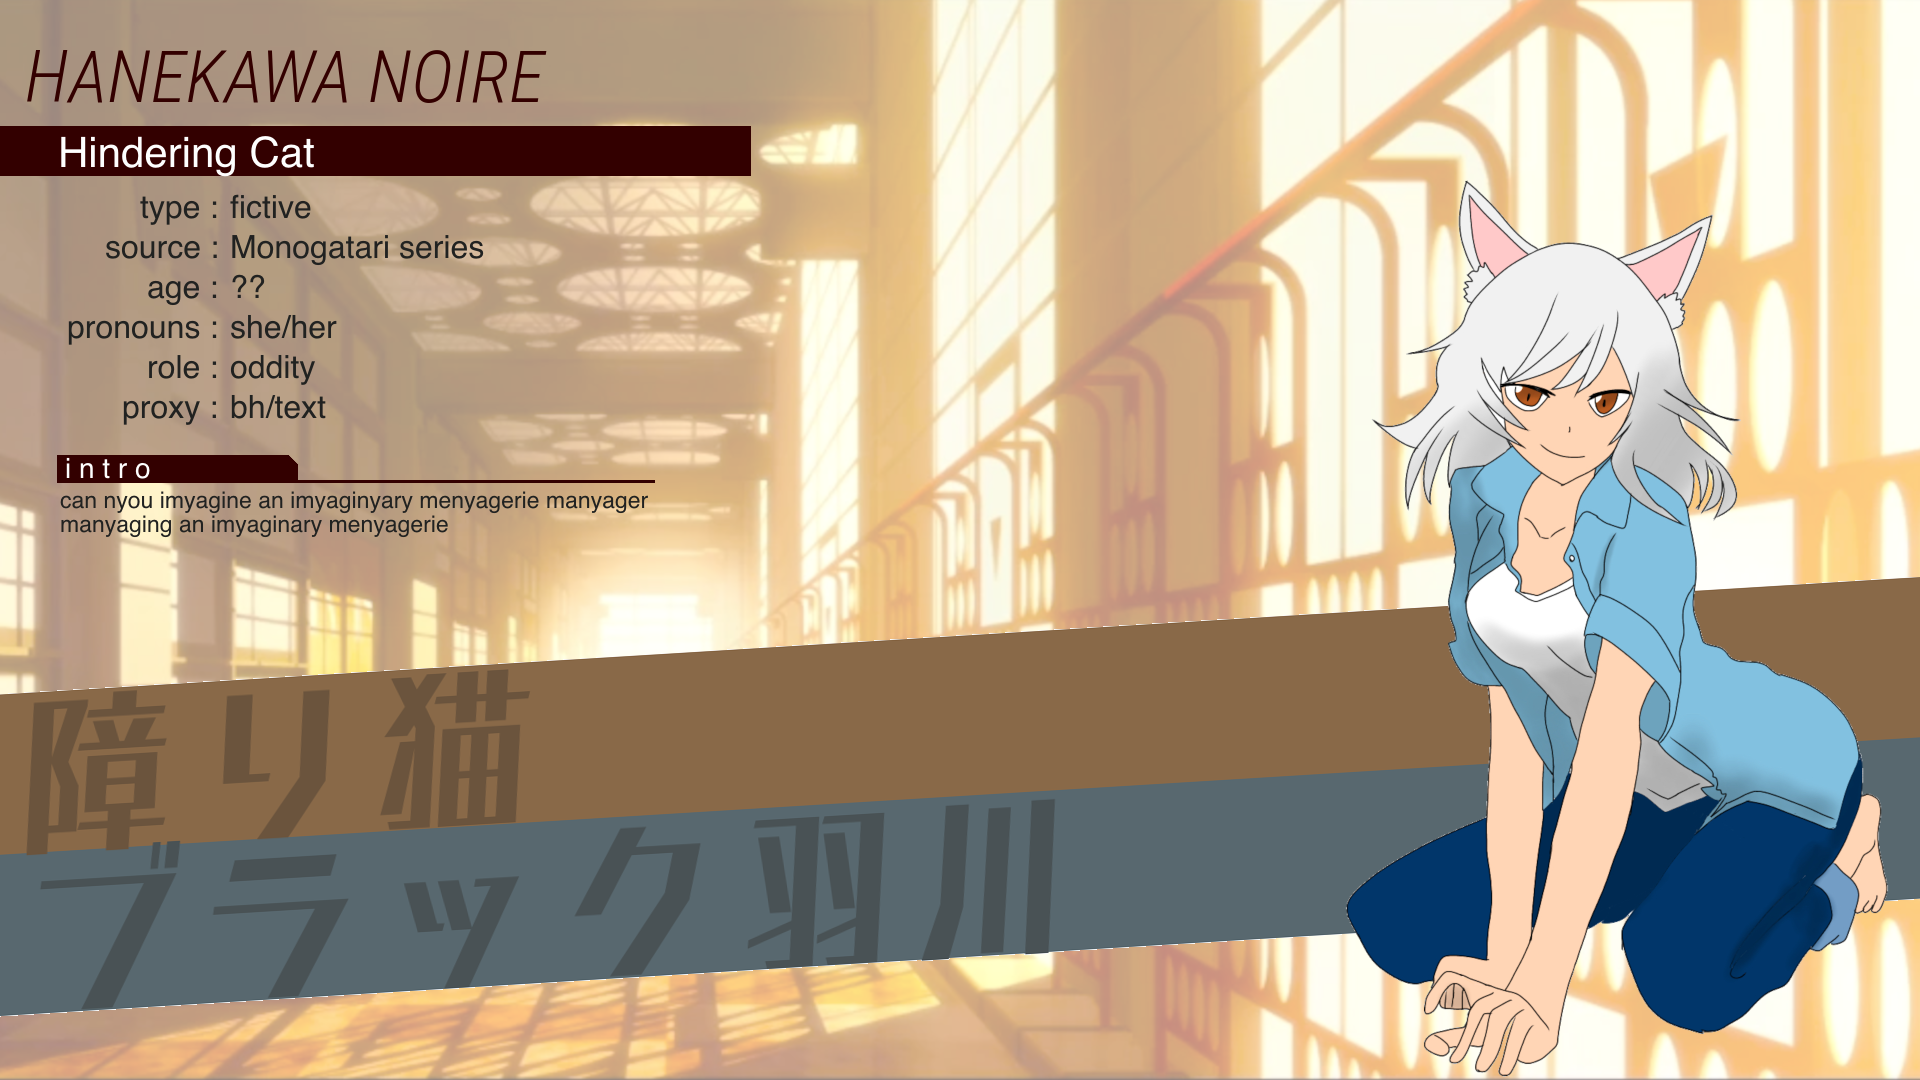 HANEKAWA NOIRE
Hindering Cat
type : fictive
source : Monogatari series
age : ??
pronouns : she/her
role : oddity
proxy : bh/text
intro
can nyou imyagine an imyaginyary menyagerie manyager
manyaging an imyaginary menyagerie
障り猫
ブラック羽川